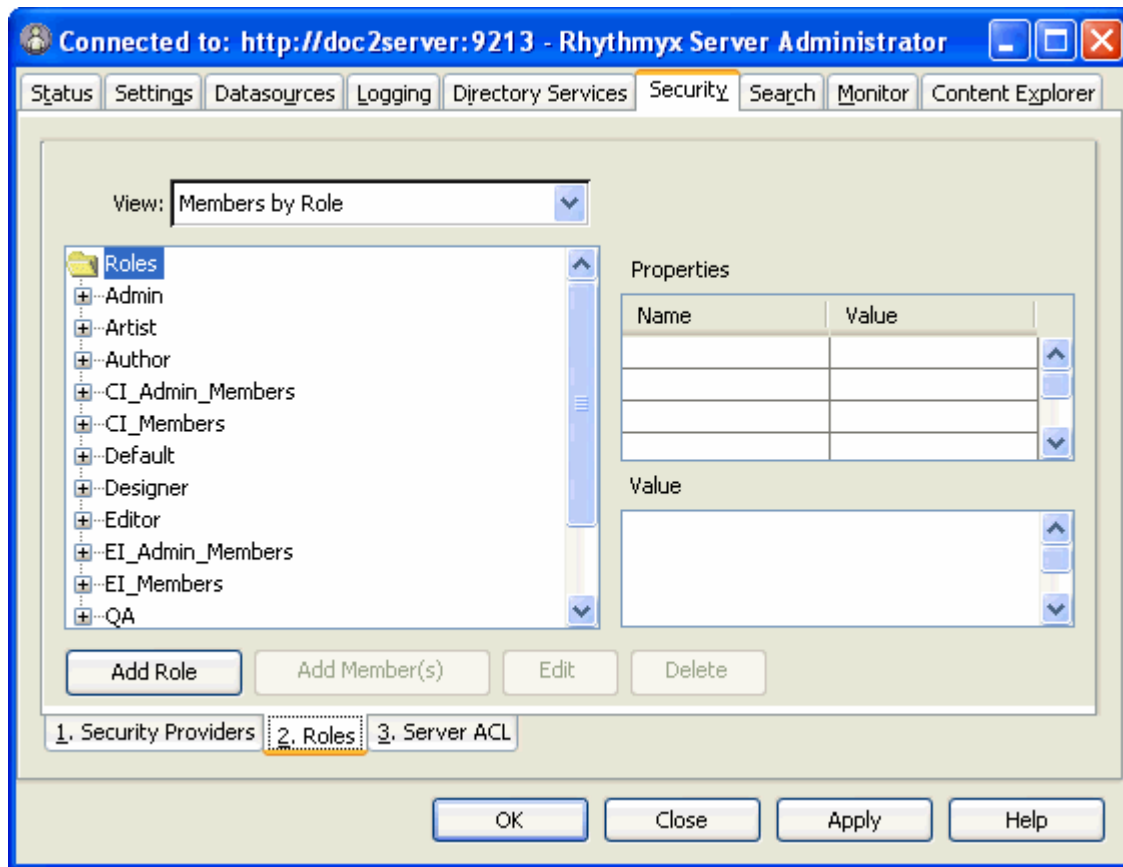 Connected to: http://doc2server:9213 - Rhythmyx Server Administrator
Status Settings Datasources Logging Directory Services Security Search Monitor Content Explorer
View: Members by Role
Roles
Admin
Artist
Author
CI_Admin_Members
CI_Members
Default
Designer
Editor
EI_Admin_Members
EI_Members
QA
Properties
Name Value
Value
Add Role Add Member(s) Edit Delete
1. Security Providers 2. Roles 3. Server ACL
OK Close Apply Help